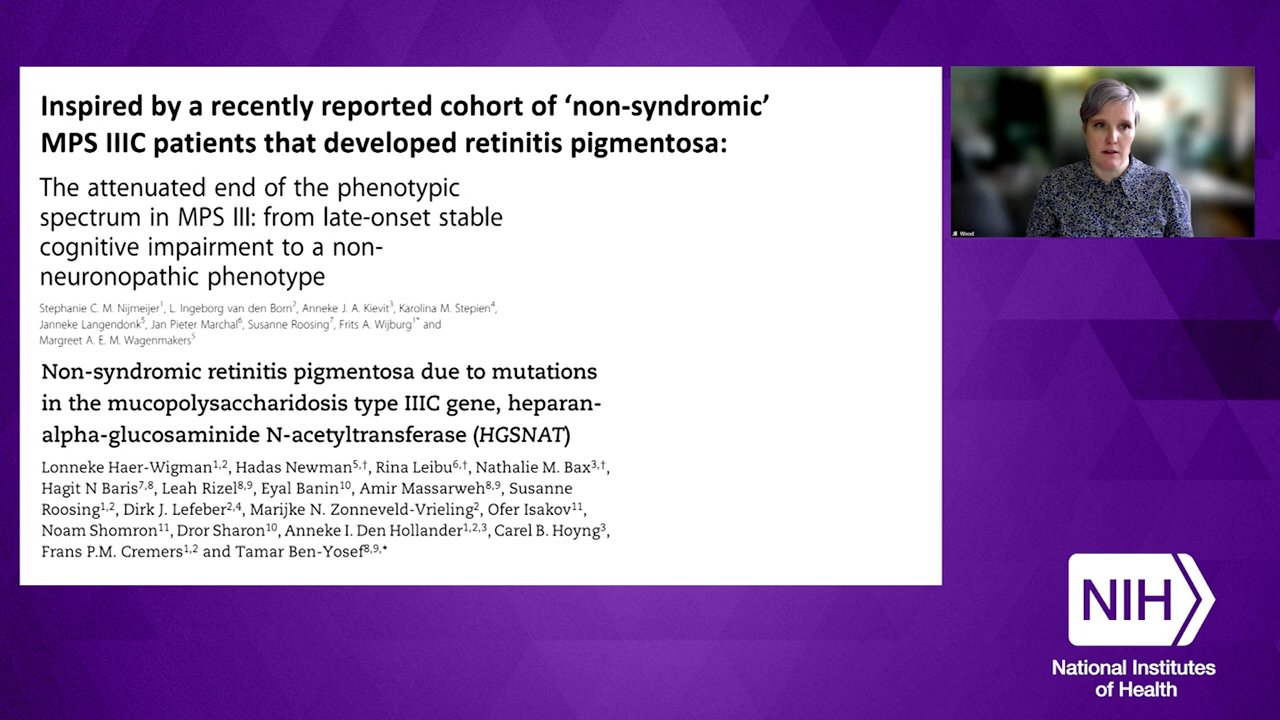 Inspired by a recently reported cohort of ‘non-syndromic’
MPS IIIC patients that developed retinitis pigmentosa:
The attenuated end of the phenotypic
spectrum in MPS III: from late-onset stable
cognitive impairment to a non-
neuronopathic phenotype
Stephanie C. M. Nijmeijer1, L. Ingeborg van den Born2, Anneke J. A. Kievit3, Karolina M. Stepien4,
Janneke Langendonk5, Jan Pieter Marchal6, Susanne Roosing7, Frits A. Wijburg1* and
Margreet A. E. M. Wagenmakers5
Non-syndromic retinitis pigmentosa due to mutations
in the mucopolysaccharidosis type IIIC gene, heparan-
alpha-glucosaminide N-acetyltransferase (HGSNAT)
Lonneke Haer-Wigman1,2, Hadas Newman5,†, Rina Leibu6,†, Nathalie M. Bax3,†,
Hagit N Baris7,8, Leah Rizel8,9, Eyal Banin10, Amir Massarweh8,9, Susanne
Roosing1,2, Dirk J. Lefeber2,4, Marijke N. Zonneveld-Vrieling2, Ofer Isakov11,
Noam Shomron11, Dror Sharon10, Anneke I. Den Hollander1,2,3, Carel B. Hoyng3,
Frans P.M. Cremers1,2 and Tamar Ben-Yosef8,9,*
Wood
NIH
National Institutes
of Health